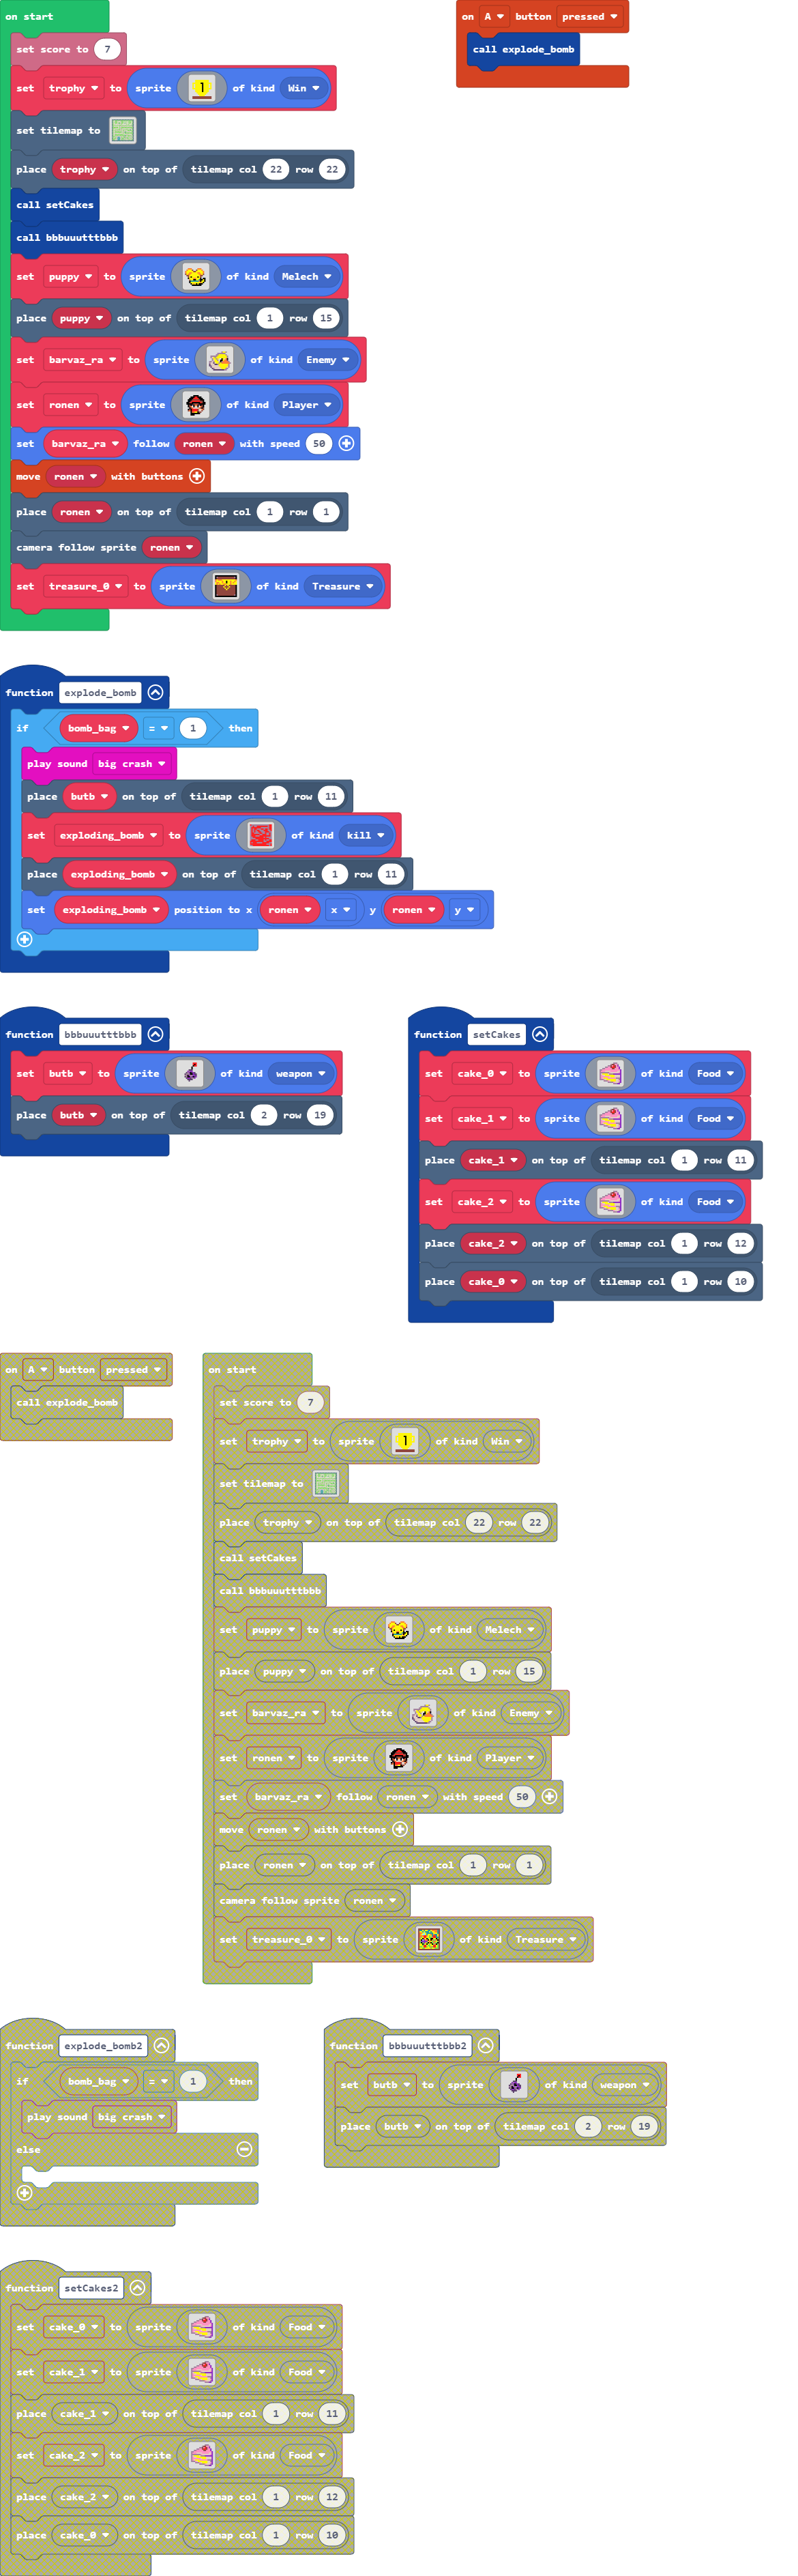 on start
set score to 7
set trophy to sprite 1 of kind Win
set tilemap to
place trophy on top of tilemap col 22 row 22
call setCakes
call bbbuuutttbbb
set puppy to sprite of kind Melech
place puppy on top of tilemap col 1 row 15
set barvaz_ra to sprite of kind Enemy
set ronen to sprite of kind Player
set barvaz_ra follow ronen with speed 50
move ronen with buttons
place ronen on top of tilemap col 1 row 1
camera follow sprite ronen
set treasure_0 to sprite of kind Treasure
on A button pressed
call explode_bomb
function explode_bomb
if bomb_bag = 1 then
play sound big crash
place butb on top of tilemap col 1 row 11
set exploding_bomb to sprite of kind kill
place exploding_bomb on top of tilemap col 1 row 11
set exploding_bomb position to x ronen x y ronen y
function bbbuuutttbbb
set butb to sprite of kind weapon
place butb on top of tilemap col 2 row 19
function setCakes
set cake_0 to sprite of kind Food
set cake_1 to sprite of kind Food
place cake_1 on top of tilemap col 1 row 11
set cake_2 to sprite of kind Food
place cake_2 on top of tilemap col 1 row 12
place cake_0 on top of tilemap col 1 row 10
on A button pressed
call explode_bomb
on start
set score to 7
set trophy to sprite 1 of kind Win
set tilemap to
place trophy on top of tilemap col 22 row 22
call setCakes
call bbbuuutttbbb
set puppy to sprite of kind Melech
place puppy on top of tilemap col 1 row 15
set barvaz_ra to sprite of kind Enemy
set ronen to sprite of kind Player
set barvaz_ra follow ronen with speed 50
move ronen with buttons
place ronen on top of tilemap col 1 row 1
camera follow sprite ronen
set treasure_0 to sprite of kind Treasure
function explode_bomb2
if bomb_bag = 1 then
play sound big crash
else
function bbbuuutttbbb2
set butb to sprite of kind weapon
place butb on top of tilemap col 2 row 19
function setCakes2
set cake_0 to sprite of kind Food
set cake_1 to sprite of kind Food
place cake_1 on top of tilemap col 1 row 11
set cake_2 to sprite of kind Food
place cake_2 on top of tilemap col 1 row 12
place cake_0 on top of tilemap col 1 row 10